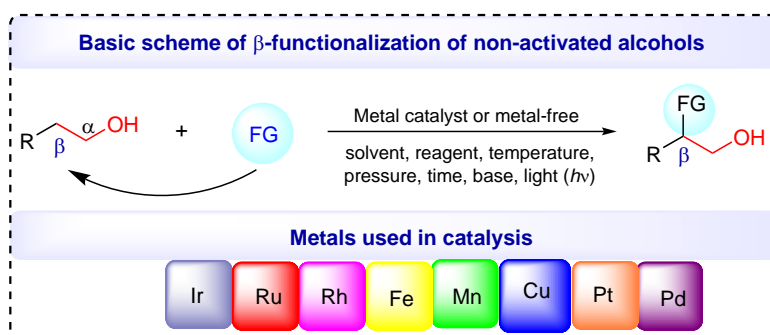 Basic scheme of β-functionalization of non-activated alcohols
R
β
α
OH
+
FG
Metal catalyst or metal-free
solvent, reagent, temperature,
pressure, time, base, light (hν)
FG
R
β
OH
Metals used in catalysis
Ir Ru Rh Fe Mn Cu Pt Pd